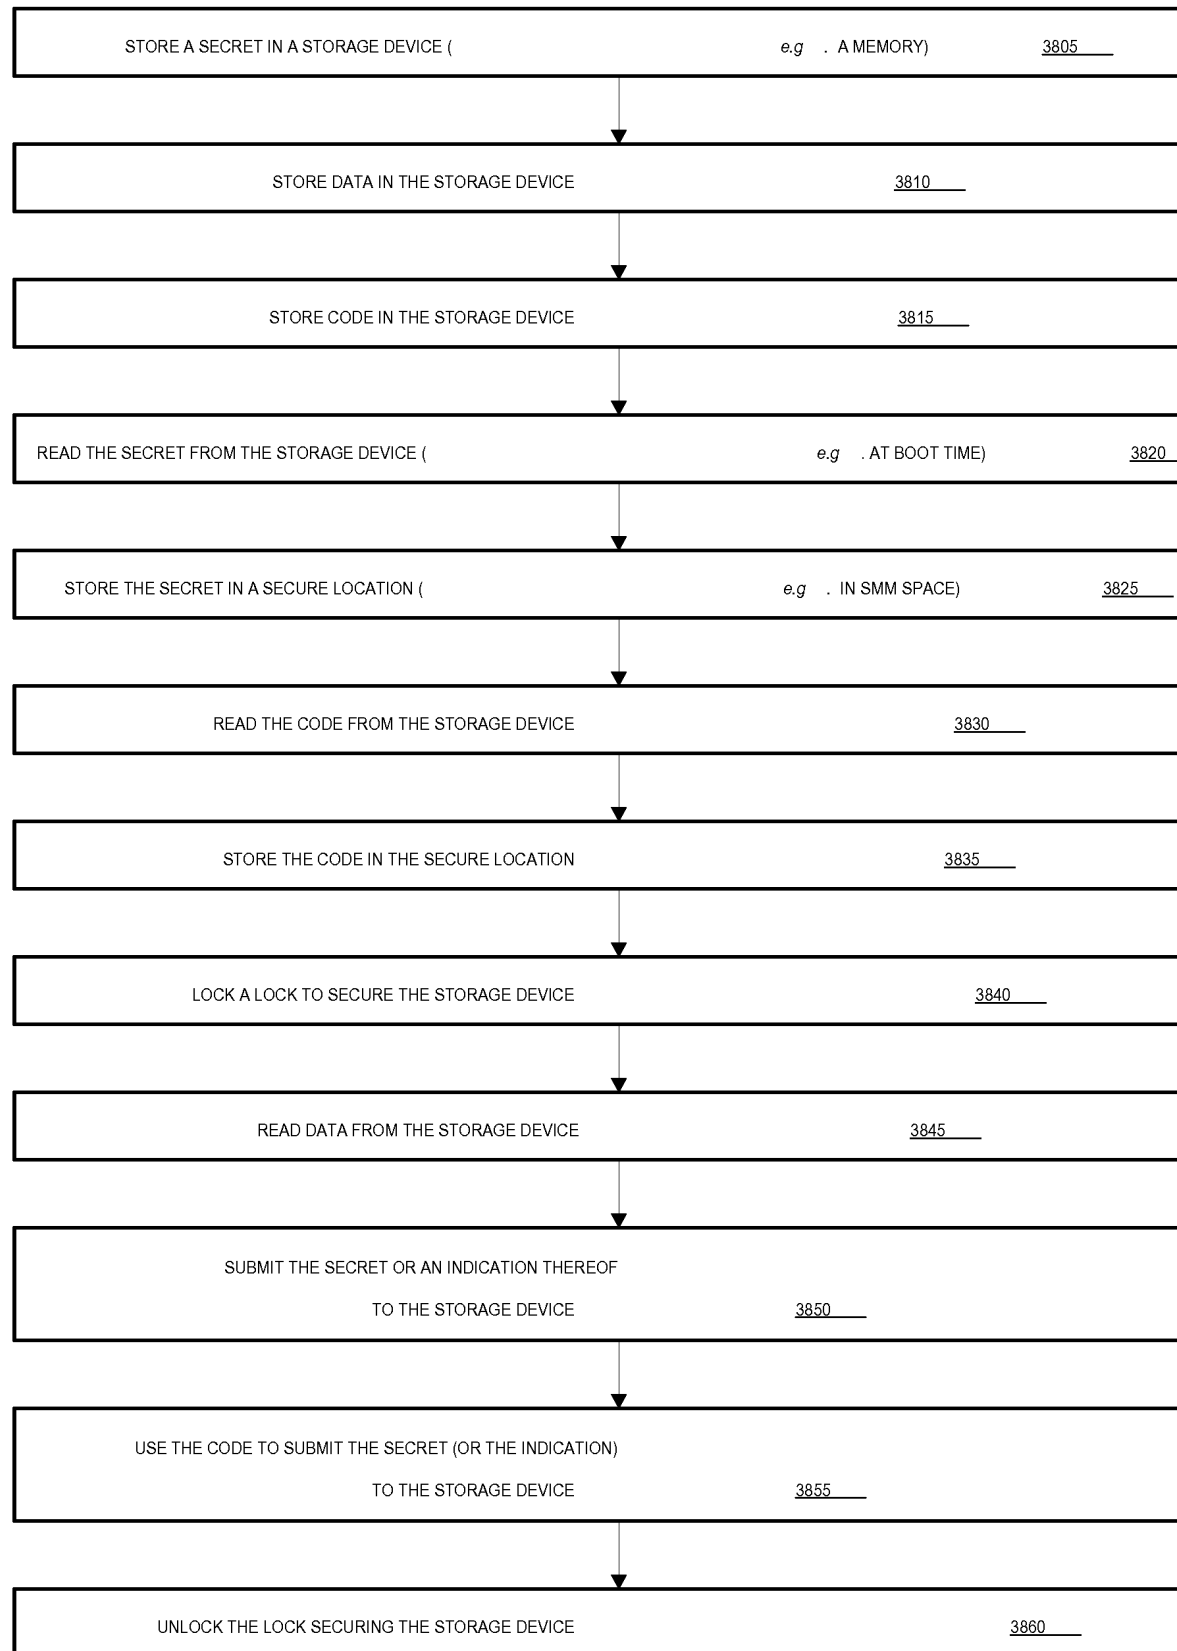 STORE A SECRET IN A STORAGE DEVICE ( e.g . A MEMORY) 3805
STORE DATA IN THE STORAGE DEVICE 3810
STORE CODE IN THE STORAGE DEVICE 3815
READ THE SECRET FROM THE STORAGE DEVICE ( e.g . AT BOOT TIME) 3820
STORE THE SECRET IN A SECURE LOCATION ( e.g . IN SMM SPACE) 3825
READ THE CODE FROM THE STORAGE DEVICE 3830
STORE THE CODE IN THE SECURE LOCATION 3835
LOCK A LOCK TO SECURE THE STORAGE DEVICE 3840
READ DATA FROM THE STORAGE DEVICE 3845
SUBMIT THE SECRET OR AN INDICATION THEREOF
TO THE STORAGE DEVICE 3850
USE THE CODE TO SUBMIT THE SECRET (OR THE INDICATION)
TO THE STORAGE DEVICE 3855
UNLOCK THE LOCK SECURING THE STORAGE DEVICE 3860